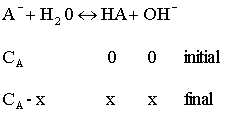 A⁻ + H₂0 ↔ HA + OH⁻
C_A 0 0 initial
C_A - x x x final